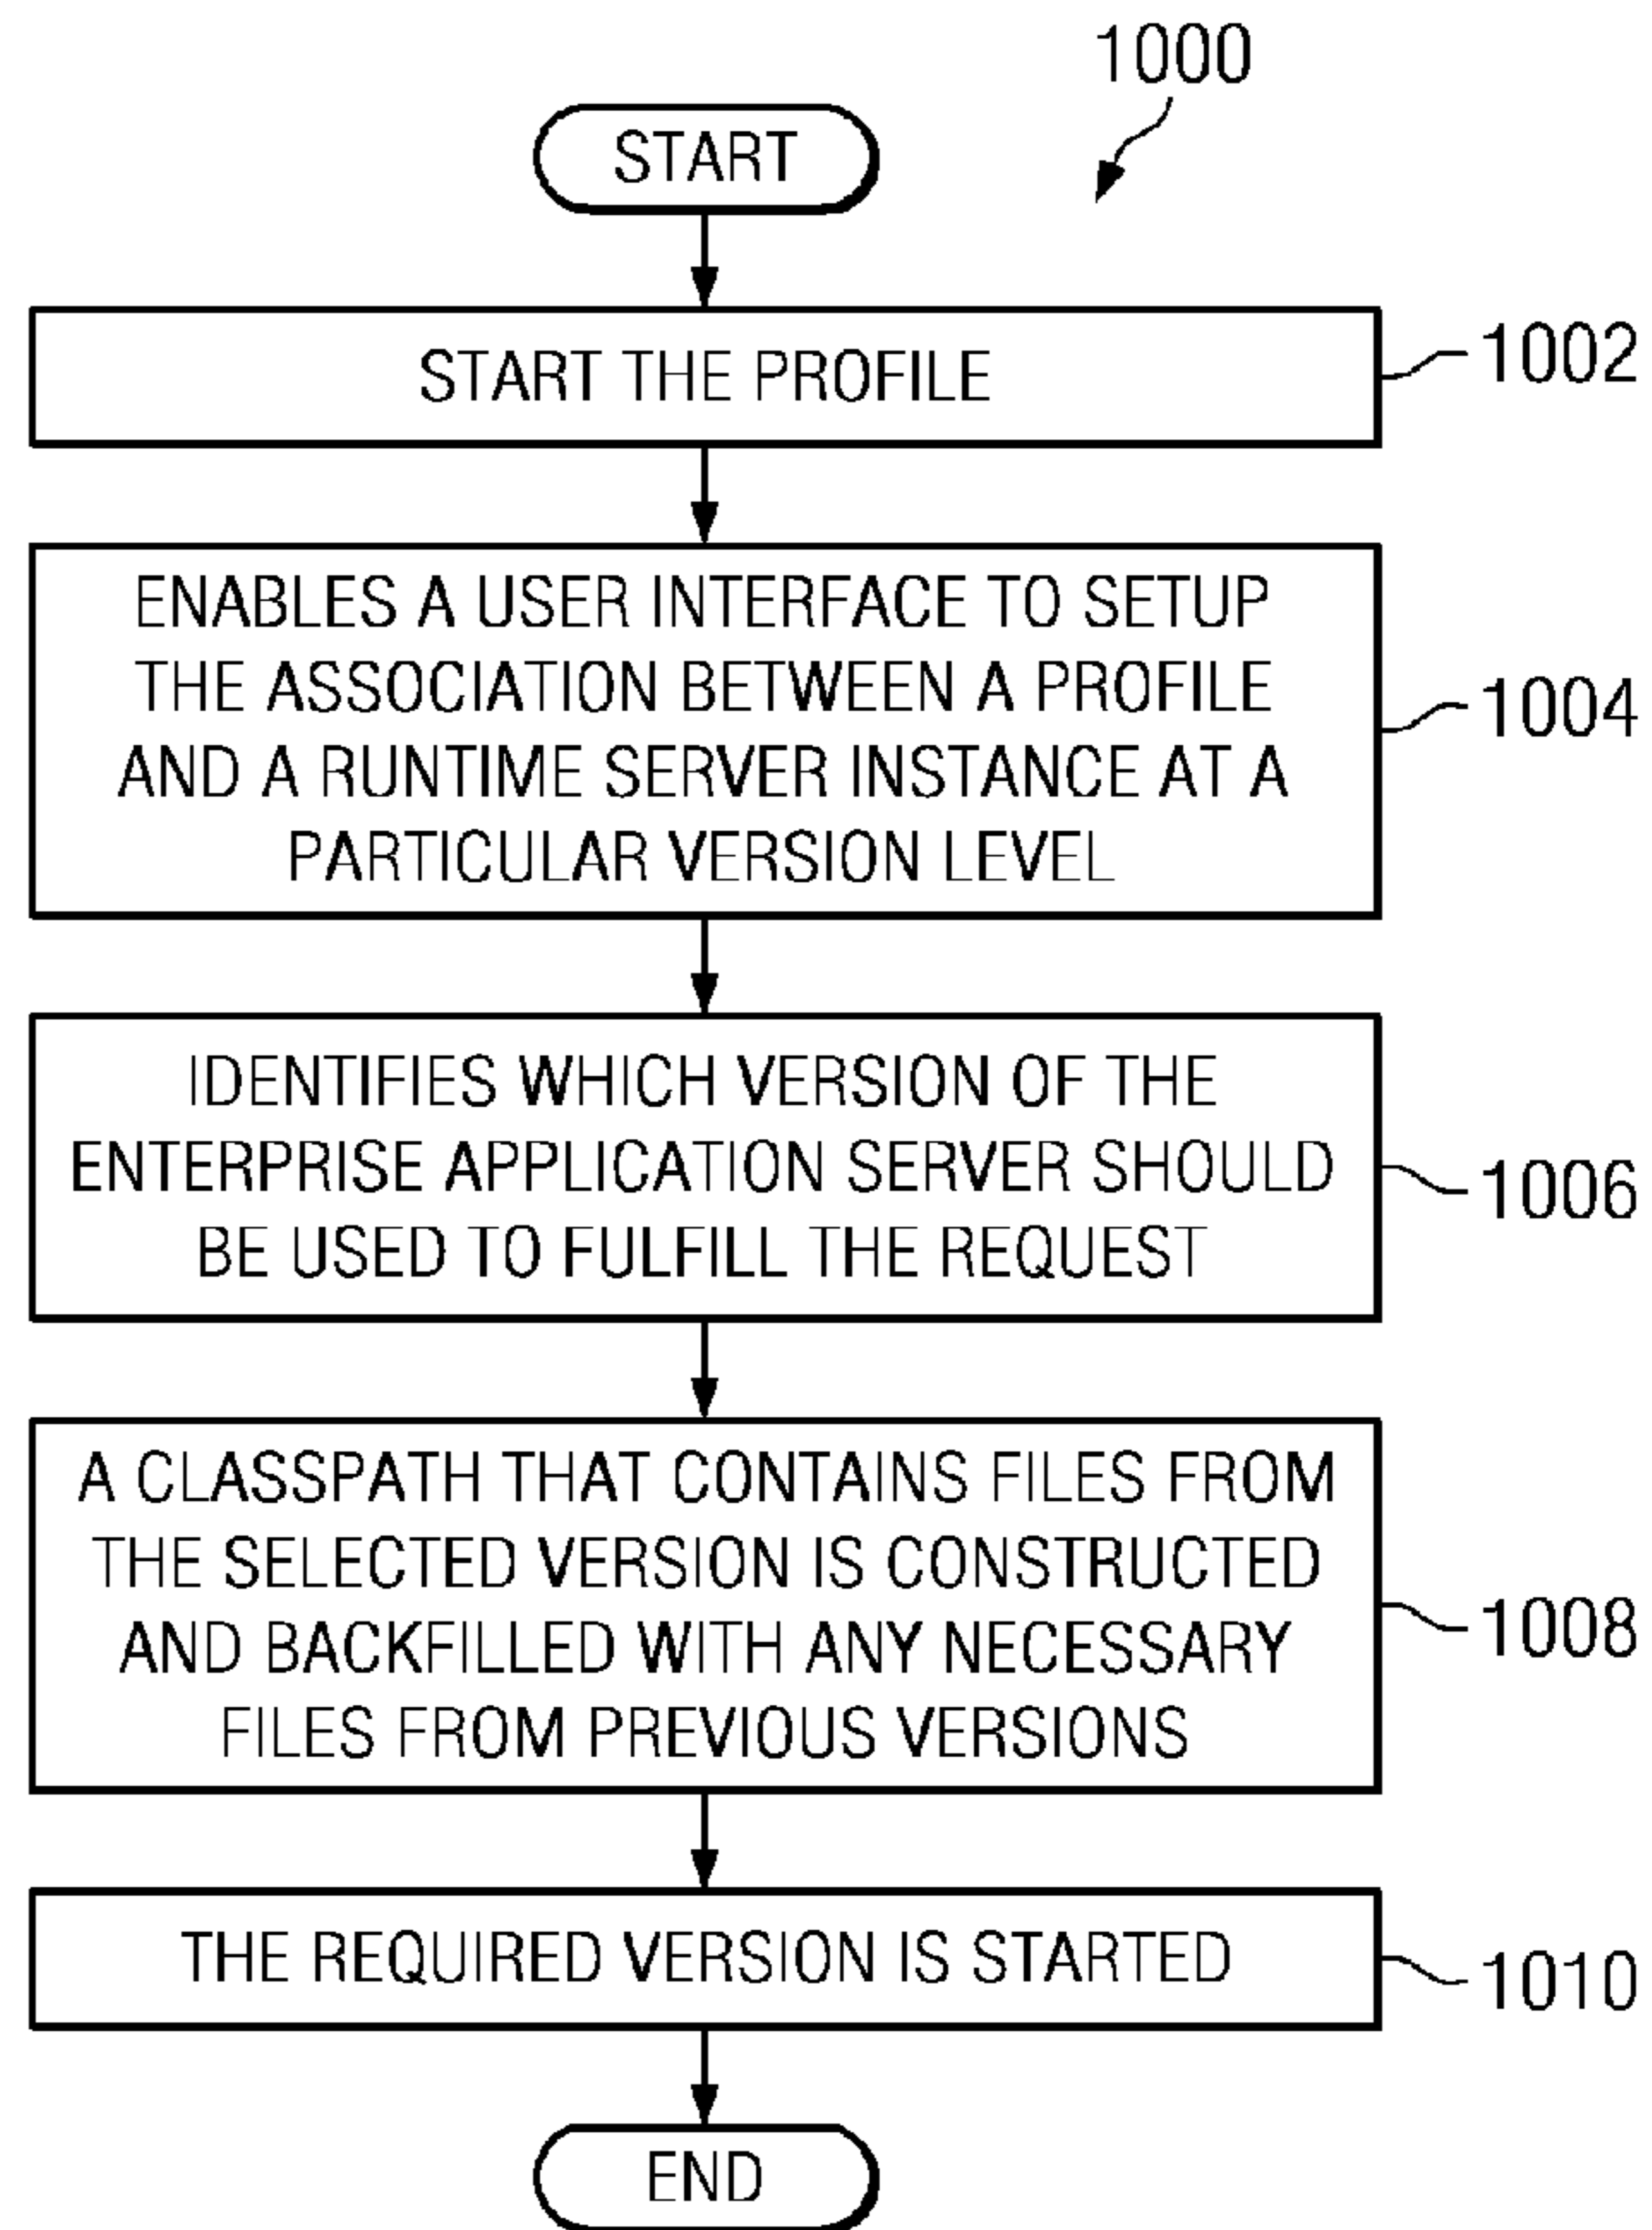 1000
START
START THE PROFILE
1002
ENABLES A USER INTERFACE TO SETUP
THE ASSOCIATION BETWEEN A PROFILE
AND A RUNTIME SERVER INSTANCE AT A
PARTICULAR VERSION LEVEL
1004
IDENTIFIES WHICH VERSION OF THE
ENTERPRISE APPLICATION SERVER SHOULD
BE USED TO FULFILL THE REQUEST
1006
A CLASSPATH THAT CONTAINS FILES FROM
THE SELECTED VERSION IS CONSTRUCTED
AND BACKFILLED WITH ANY NECESSARY
FILES FROM PREVIOUS VERSIONS
1008
THE REQUIRED VERSION IS STARTED
1010
END